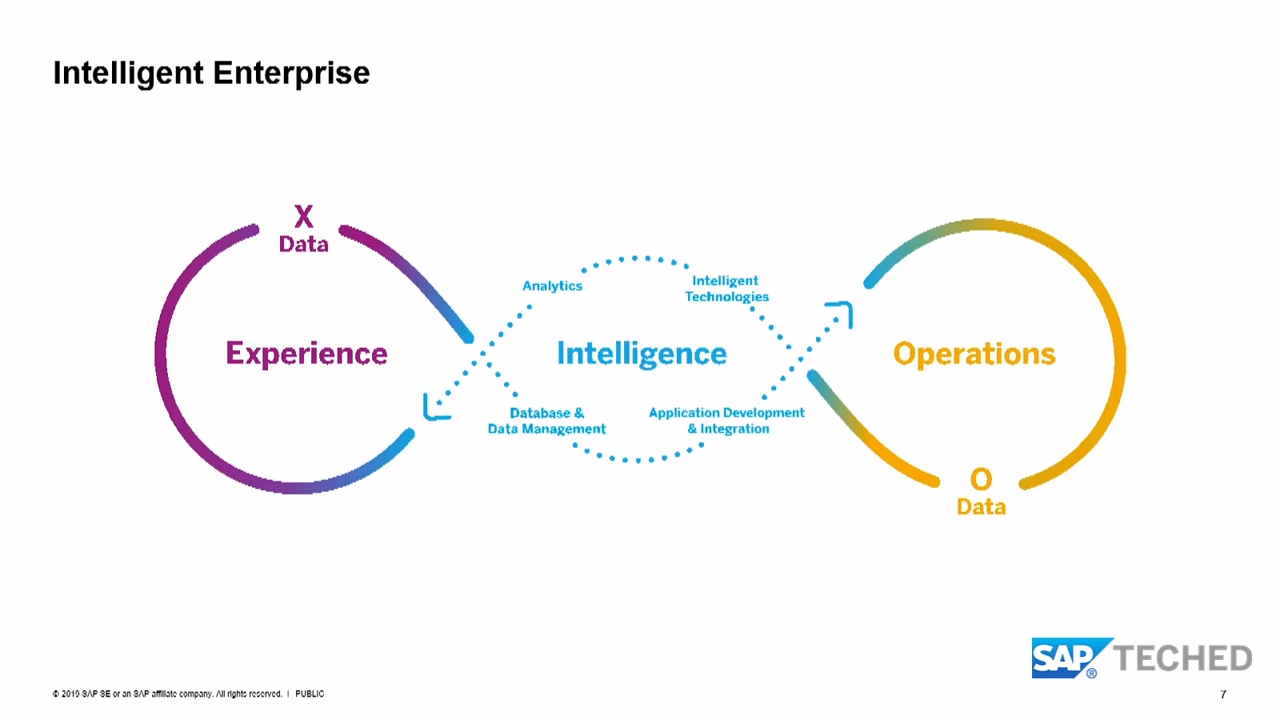 Intelligent Enterprise
X
Data
Experience
Analytics
Intelligent
Technologies
Intelligence
Database &
Data Management
Application Development
& Integration
Operations
O
Data
SAP® TECHED
© 2019 SAP SE or an SAP affiliate company. All rights reserved. | PUBLIC
7